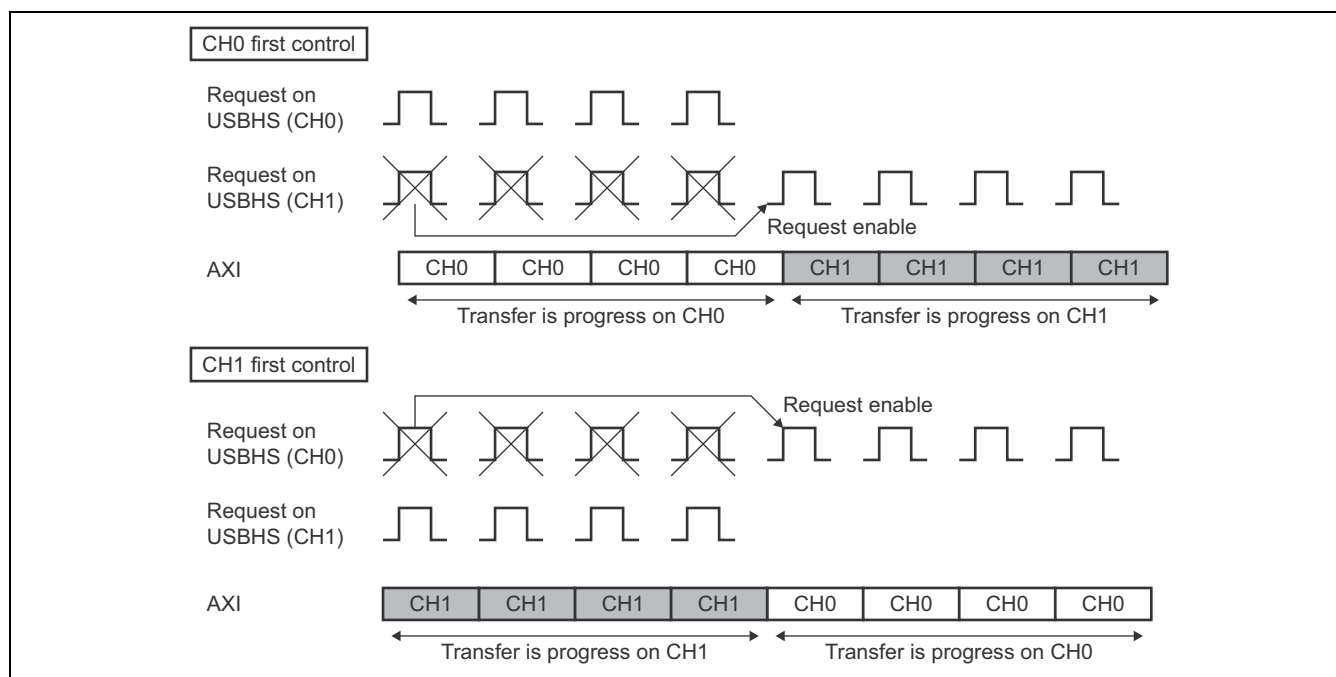 CH0 first control
Request on
USBHS (CH0)
Request on
USBHS (CH1)
Request enable
AXI
CH0 CH0 CH0 CH0 CH1 CH1 CH1 CH1
Transfer is progress on CH0 Transfer is progress on CH1
CH1 first control
Request enable
Request on
USBHS (CH0)
Request on
USBHS (CH1)
AXI CH1 CH1 CH1 CH1 CH0 CH0 CH0 CH0
Transfer is progress on CH1 Transfer is progress on CH0